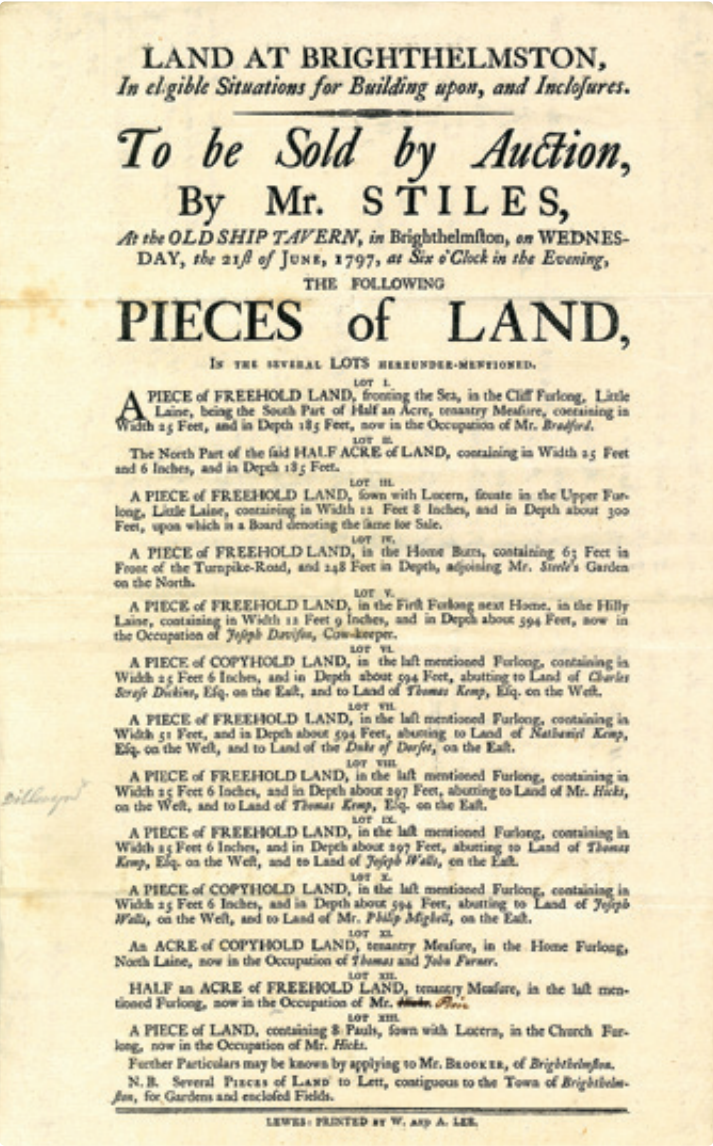 LAND AT BRIGHTHELMSTON,
In eligible Situations for Building upon, and Incloſures.
To be Sold by Auction,
By Mr. STILES,
At the OLD SHIP TAVERN, in Brighthelmſton, on WEDNES-
DAY, the 21ſt of JUNE, 1797, at Six o'Clock in the Evening,
THE FOLLOWING
PIECES of LAND,
IN THE SEVERAL LOTS HEREUNDER-MENTIONED.
LOT I.
A PIECE of FREEHOLD LAND, fronting the Sea, in the Cliff Furlong, Little
Laine, being the South Part of Half an Acre, tenantry Meaſure, containing in
Width 25 Feet, and in Depth 185 Feet, now in the Occupation of Mr. Bradford.
LOT II.
The North Part of the ſaid HALF ACRE of LAND, containing in Width 25 Feet
and 6 Inches, and in Depth 185 Feet.
LOT III.
A PIECE of FREEHOLD LAND, ſown with Lucern, ſituate in the Upper Fur-
long, Little Laine, containing in Width 12 Feet 8 Inches, and in Depth about 300
Feet, upon which is a Board denoting the ſame for Sale.
LOT IV.
A PIECE of FREEHOLD LAND, in the Home Butts, containing 63 Feet in
Front of the Turnpike-Road, and 248 Feet in Depth, adjoining Mr. Steele's Garden
on the North.
LOT V.
A PIECE of FREEHOLD LAND, in the Firſt Furlong next Home, in the Hilly
Laine, containing in Width 12 Feet 9 Inches, and in Depth about 594 Feet, now in
the Occupation of Joſeph Daviſon, Cow-keeper.
LOT VI.
A PIECE of COPYHOLD LAND, in the laſt mentioned Furlong, containing in
Width 25 Feet 6 Inches, and in Depth about 594 Feet, abutting to Land of Charles
Scraſe Dickins, Eſq. on the Eaſt, and to Land of Thomas Kemp, Eſq. on the Weſt.
LOT VII.
A PIECE of FREEHOLD LAND, in the laſt mentioned Furlong, containing in
Width 51 Feet, and in Depth about 594 Feet, abutting to Land of Nathaniel Kemp,
Eſq. on the Weſt, and to Land of the Duke of Dorſet, on the Eaſt.
LOT VIII.
A PIECE of FREEHOLD LAND, in the laſt mentioned Furlong, containing in
Width 25 Feet 6 Inches, and in Depth about 297 Feet, abutting to Land of Mr. Hicks,
on the Weſt, and to Land of Thomas Kemp, Eſq. on the Eaſt.
LOT IX.
A PIECE of FREEHOLD LAND, in the laſt mentioned Furlong, containing in
Width 25 Feet 6 Inches, and in Depth about 297 Feet, abutting to Land of Thomas
Kemp, Eſq. on the Weſt, and to Land of Joſeph Walls, on the Eaſt.
LOT X.
A PIECE of COPYHOLD LAND, in the laſt mentioned Furlong, containing in
Width 25 Feet 6 Inches, and in Depth about 594 Feet, abutting to Land of Joſeph
Walls, on the Weſt, and to Land of Mr. Philip Mighell, on the Eaſt.
LOT XI.
An ACRE of COPYHOLD LAND, tenantry Meaſure, in the Home Furlong,
North Laine, now in the Occupation of Thomas and John Furner.
LOT XII.
HALF an ACRE of FREEHOLD LAND, tenantry Meaſure, in the laſt men-
tioned Furlong, now in the Occupation of Mr.
LOT XIII.
A PIECE of LAND, containing 8 Pauls, ſown with Lucern, in the Church Fur-
long, now in the Occupation of Mr. Hicks.
Further Particulars may be known by applying to Mr. BROOKER, of Brighthelmſton.
N. B. Several PIECES of LAND to Lett, contiguous to the Town of Brighthelm-
ſton, for Gardens and encloſed Fields.
LEWES: PRINTED BY W. AND A. LEE.